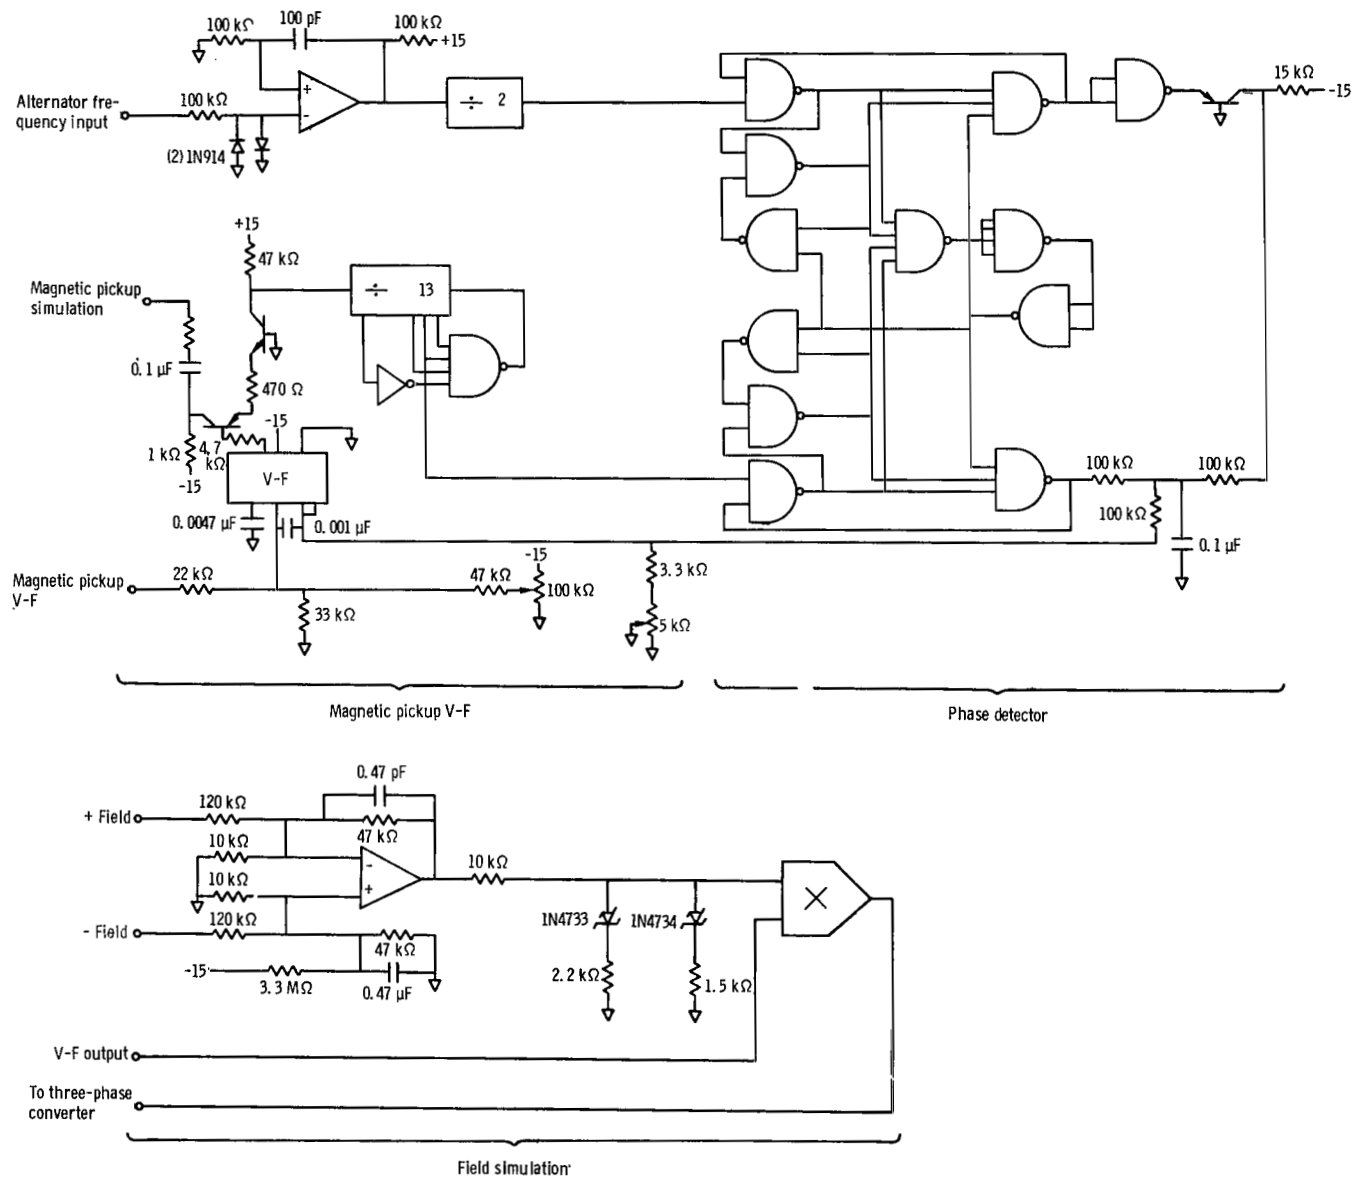 100 kΩ
100 pF
100 kΩ
+15
Alternator fre-
quency input
100 kΩ
(2) 1N914
÷ 2
15 kΩ
-15
+15
47 kΩ
Magnetic pickup
simulation
÷ 13
0.1 µF
470 Ω
-15
1 kΩ
4.7
kΩ
-15
V-F
0.0047 µF
0.001 µF
100 kΩ
100 kΩ
100 kΩ
0.1 µF
Magnetic pickup
V-F
22 kΩ
33 kΩ
47 kΩ
-15
100 kΩ
3.3 kΩ
5 kΩ
Magnetic pickup V-F
Phase detector
0.47 pF
120 kΩ
+ Field
47 kΩ
10 kΩ
-
10 kΩ
+
10 kΩ
120 kΩ
- Field
47 kΩ
-15
3.3 MΩ
0.47 µF
1N4733
1N4734
2.2 kΩ
1.5 kΩ
V-F output
To three-phase
converter
Field simulation